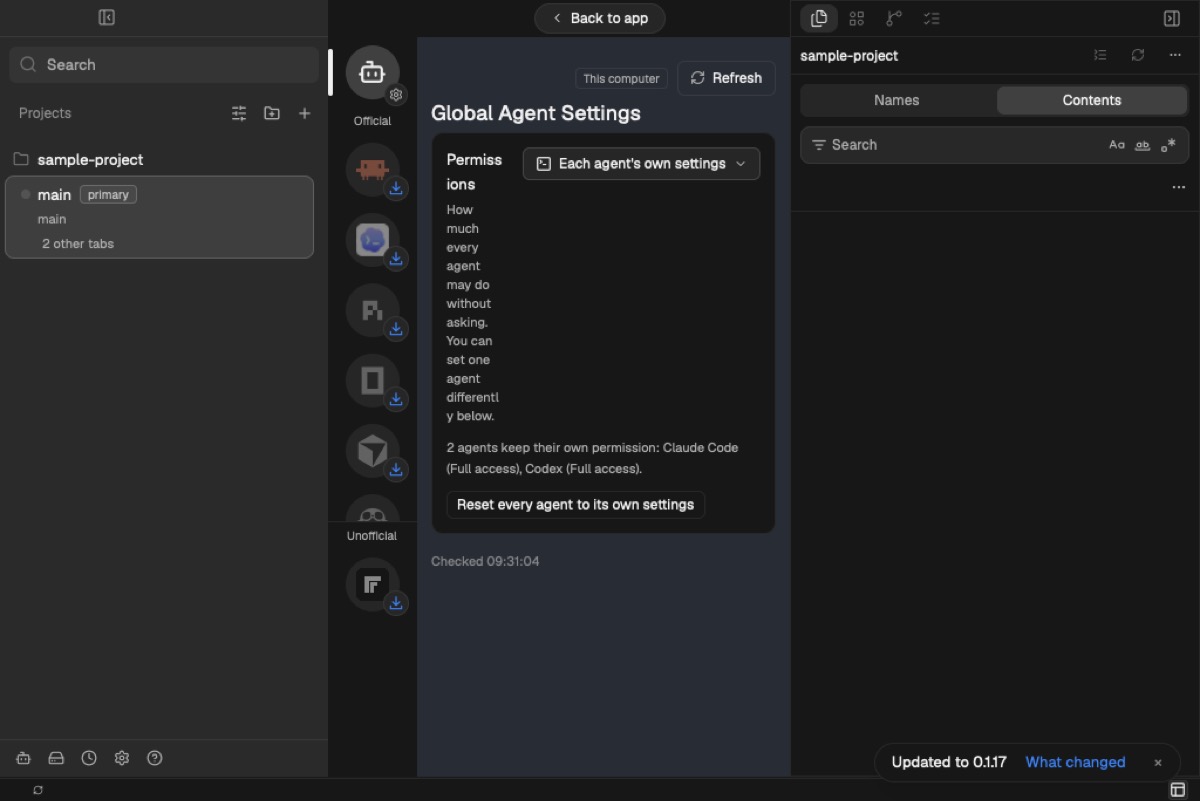 Back to app
Search
Projects
sample-project
main primary
main
2 other tabs
Official
Unofficial
This computer
Refresh
Global Agent Settings
Permiss
ions
Each agent's own settings
How
much
every
agent
may do
without
asking.
You can
set one
agent
differentl
y below.
2 agents keep their own permission: Claude Code
(Full access), Codex (Full access).
Reset every agent to its own settings
Checked 09:31:04
sample-project
Names
Contents
Search
Aa
ab
Updated to 0.1.17
What changed